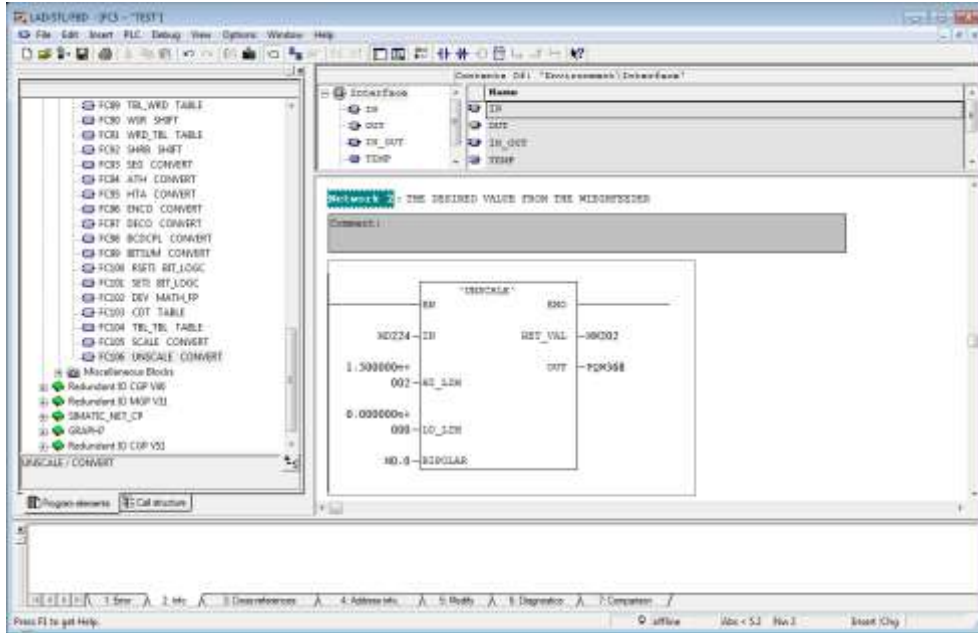 LAD/STL/FBD - [FC5 - "TEST"]
File Edit Insert PLC Debug View Options Window Help
Contents Of: 'Environment\Interface'
Interface
IN
OUT
IN_OUT
TEMP
Name
IN
OUT
IN_OUT
TEMP
FC89 TBL_WRD TABLE
FC90 WSR SHIFT
FC91 WRD_TBL TABLE
FC92 SHRB SHIFT
FC93 SEG CONVERT
FC94 ATH CONVERT
FC95 HTA CONVERT
FC96 ENCO CONVERT
FC97 DECO CONVERT
FC98 BCDCPL CONVERT
FC99 BITSUM CONVERT
FC100 RSETI BIT_LOGIC
FC101 SETI BIT_LOGIC
FC102 DEV MATH_FP
FC103 CDT TABLE
FC104 TBL_TBL TABLE
FC105 SCALE CONVERT
FC106 UNSCALE CONVERT
Miscellaneous Blocks
Redundant IO CGP V40
Redundant IO MGP V31
SIMATIC_NET_CP
GRAPH7
Redundant IO CGP V51
UNSCALE / CONVERT
Program elements
Call structure
Network 2: THE DESIRED VALUE FROM THE
Comment:
"UNSCALE"
EN ENO
MD224 IN RET_VAL MW202
1.500000e+
002 HI_LIM OUT PQW368
0.000000e+
000 LO_LIM
M0.0 BIPOLAR
1: Error 2: Info 3: Cross-references 4: Address info. 5: Modify 6: Diagnostics 7: Comparison
Press F1 to get Help.
offline Abs < 5.2 Nw 2 Insert Chg